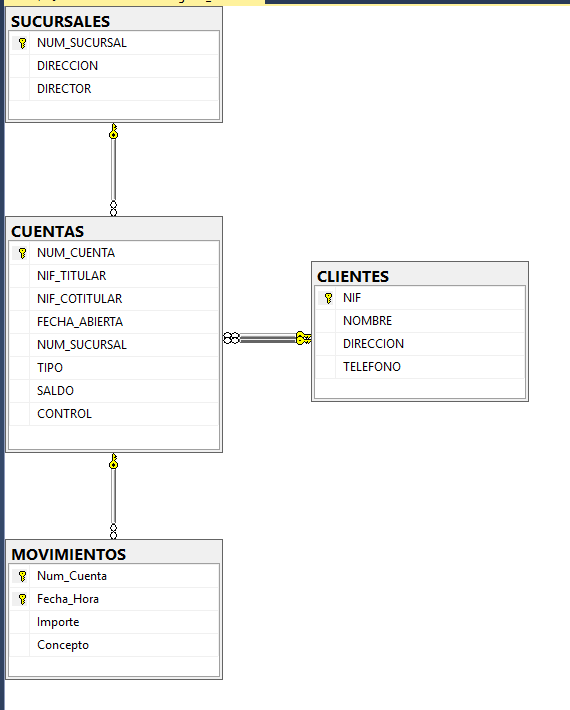 SUCURSALES
NUM_SUCURSAL
DIRECCION
DIRECTOR
CUENTAS
NUM_CUENTA
NIF_TITULAR
NIF_COTITULAR
FECHA_ABIERTA
NUM_SUCURSAL
TIPO
SALDO
CONTROL
CLIENTES
NIF
NOMBRE
DIRECCION
TELEFONO
MOVIMIENTOS
Num_Cuenta
Fecha_Hora
Importe
Concepto